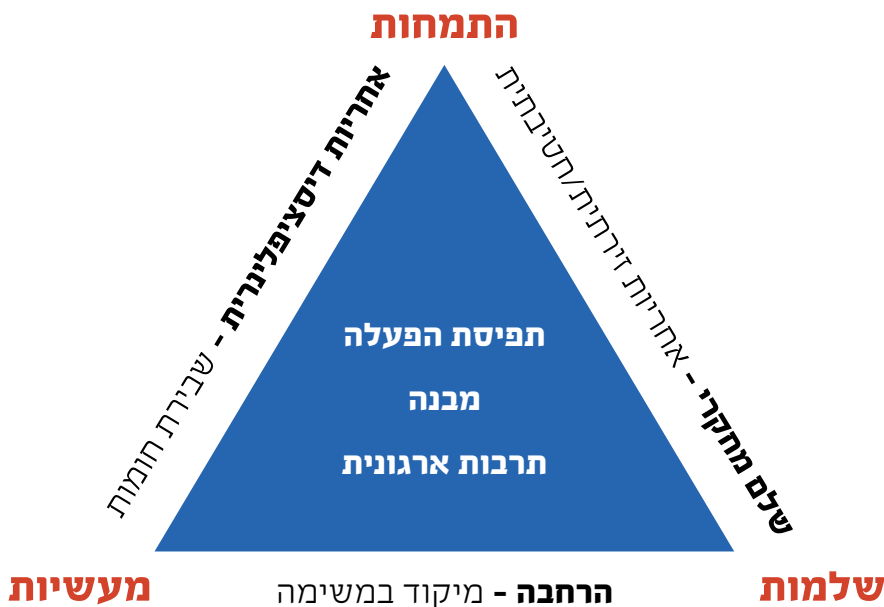 התמחות
אחריות דיסציפלינרית - שבירת חומות
אחריות זירתית/חטיבתית - שלם מחקרי
תפיסת הפעלה
מבנה
תרבות ארגונית
שלמות
הרחבה - מיקוד במשימה
מעשיות